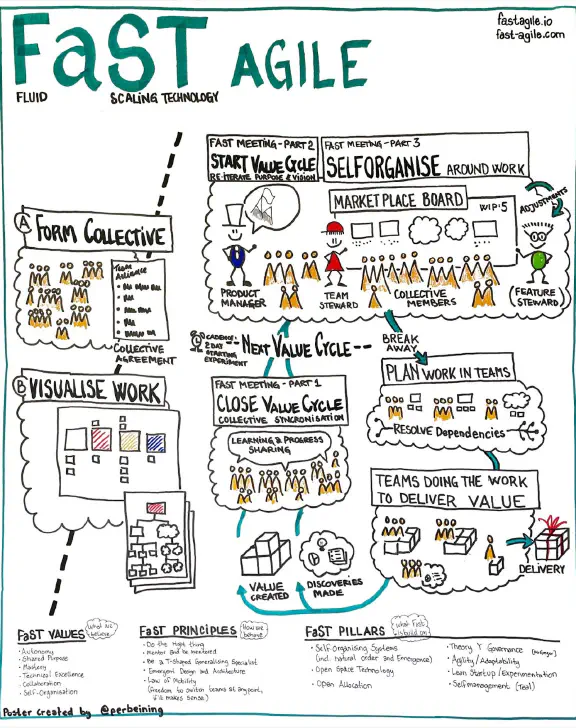 FaST AGILE
fastagile.io
fast-agile.com
FLUID
SCALING TECHNOLOGY
FAST MEETING - PART 2
START VALUE CYCLE
RE-ITERATE PURPOSE & VISION
FAST MEETING - PART 3
SELFORGANISE AROUND WORK
MARKETPLACE BOARD
WIP:5
ADJUSTMENTS
PRODUCT
MANAGER
TEAM
STEWARD
COLLECTIVE
MEMBERS
FEATURE
STEWARD
A FORM COLLECTIVE
TEAM
ALLIANCE
COLLECTIVE
AGREEMENT
B VISUALISE WORK
CADENCE:
2 DAY
STARTING
EXPERIMENT
NEXT VALUE CYCLE
BREAK
AWAY
PLAN WORK IN TEAMS
RESOLVE DEPENDENCIES
FAST MEETING - PART 1
CLOSE VALUE CYCLE
COLLECTIVE SYNCRONISATION
LEARNING & PROGRESS
SHARING
TEAMS DOING THE WORK
TO DELIVER VALUE
DELIVERY
VALUE
CREATED
DISCOVERIES
MADE
FaST VALUES
What we
believe
• Autonomy
• Shared Purpose
• Mastery
• Technical Excellence
• Collaboration
• Self-Organisation
FaST PRINCIPLES
How we
behave
• Do the right thing
• Mentor and be mentored
• Be a T-Shaped Generalising Specialist
• Emergent Design and Architecture
• Law of Mobility
(Freedom to switch teams at any point,
if it makes sense)
FaST PILLARS
What FaST
is build on
• Self-Organising Systems
(incl. natural order and Emergence)
• Open Space Technology
• Open Allocation
• Theory Y Governance
• Agility/Adaptability
• Lean Startup/Experimentation
• Selfmanagement (Teal)
Poster created by @perbeining